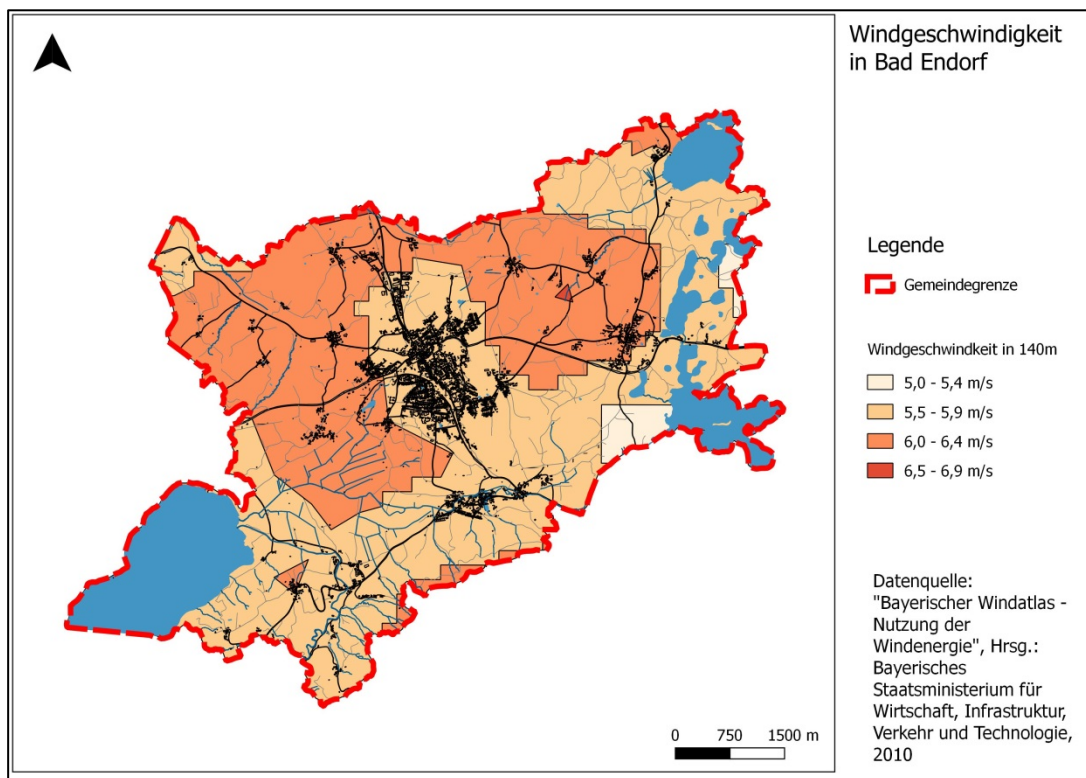 Windgeschwindigkeit
in Bad Endorf
Legende
Gemeindegrenze
Windgeschwindkeit in 140m
5,0 - 5,4 m/s
5,5 - 5,9 m/s
6,0 - 6,4 m/s
6,5 - 6,9 m/s
Datenquelle:
"Bayerischer Windatlas -
Nutzung der
Windenergie", Hrsg.:
Bayerisches
Staatsministerium für
Wirtschaft, Infrastruktur,
Verkehr und Technologie,
2010
0 750 1500 m